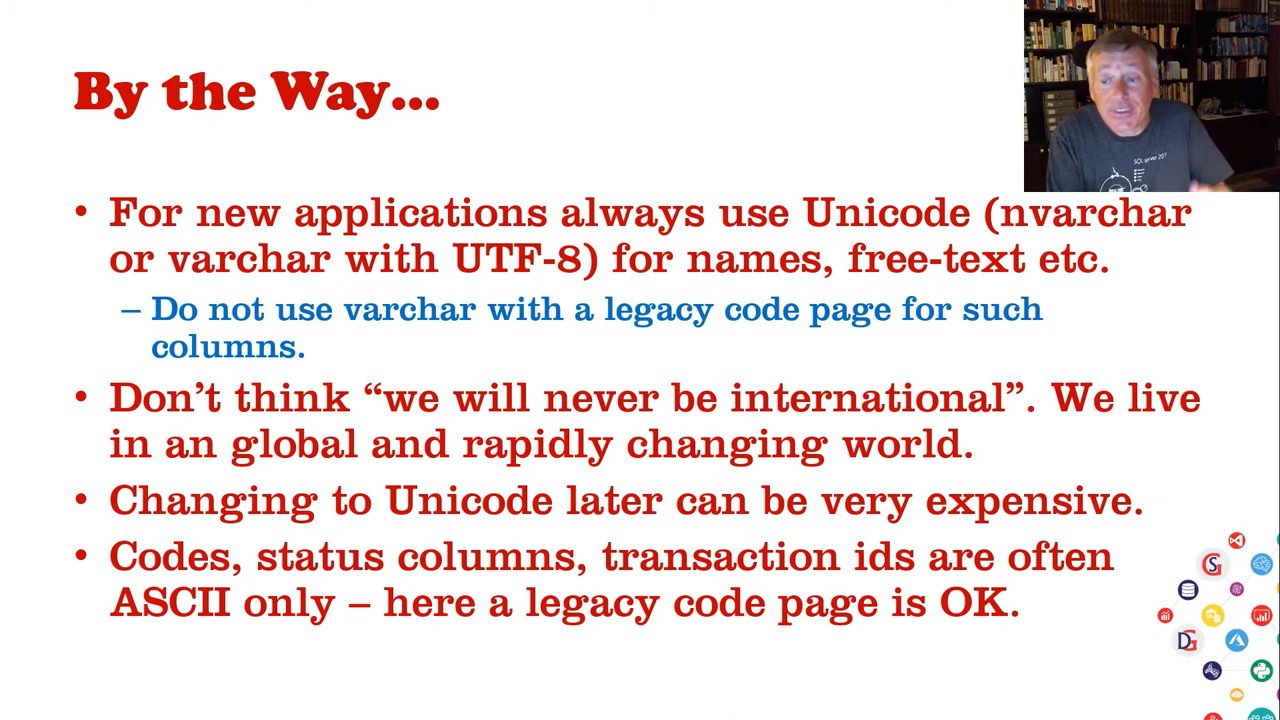 By the Way...
• For new applications always use Unicode (nvarchar
or varchar with UTF-8) for names, free-text etc.
– Do not use varchar with a legacy code page for such
columns.
• Don’t think “we will never be international”. We live
in an global and rapidly changing world.
• Changing to Unicode later can be very expensive.
• Codes, status columns, transaction ids are often
ASCII only – here a legacy code page is OK.
SQL Server